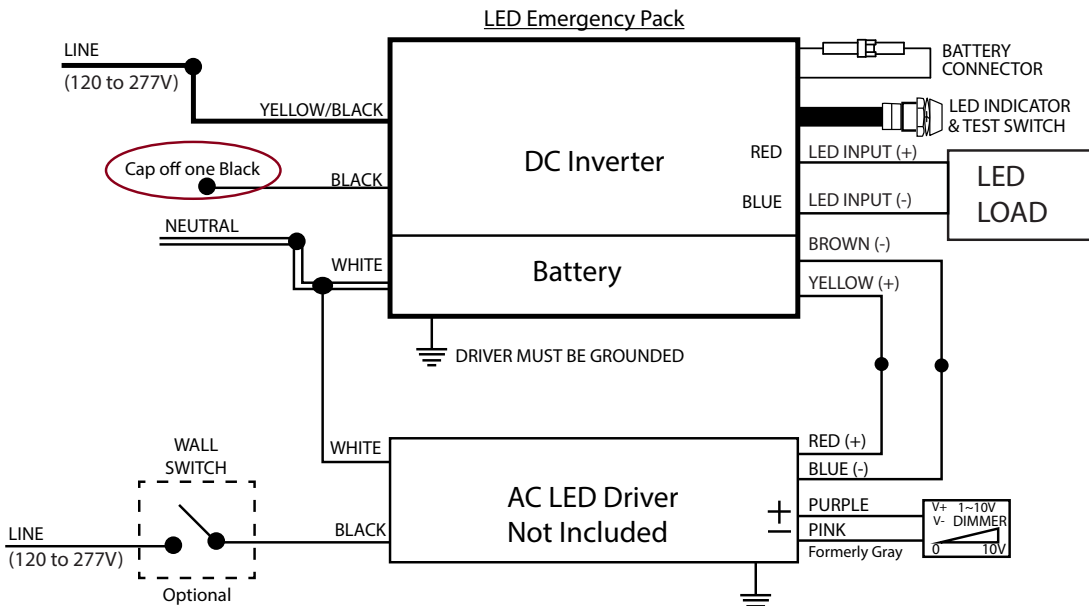 LED Emergency Pack
LINE
(120 to 277V)
YELLOW/BLACK
Cap off one Black
BLACK
NEUTRAL
WHITE
DC Inverter
RED
BLUE
Battery
BATTERY
CONNECTOR
LED INDICATOR
& TEST SWITCH
LED INPUT (+)
LED INPUT (-)
LED
LOAD
BROWN (-)
YELLOW (+)
DRIVER MUST BE GROUNDED
WALL
SWITCH
WHITE
LINE
(120 to 277V)
BLACK
Optional
AC LED Driver
Not Included
+
−
RED (+)
BLUE (-)
PURPLE
PINK
Formerly Gray
V+ 1~10V
V- DIMMER
0 10V